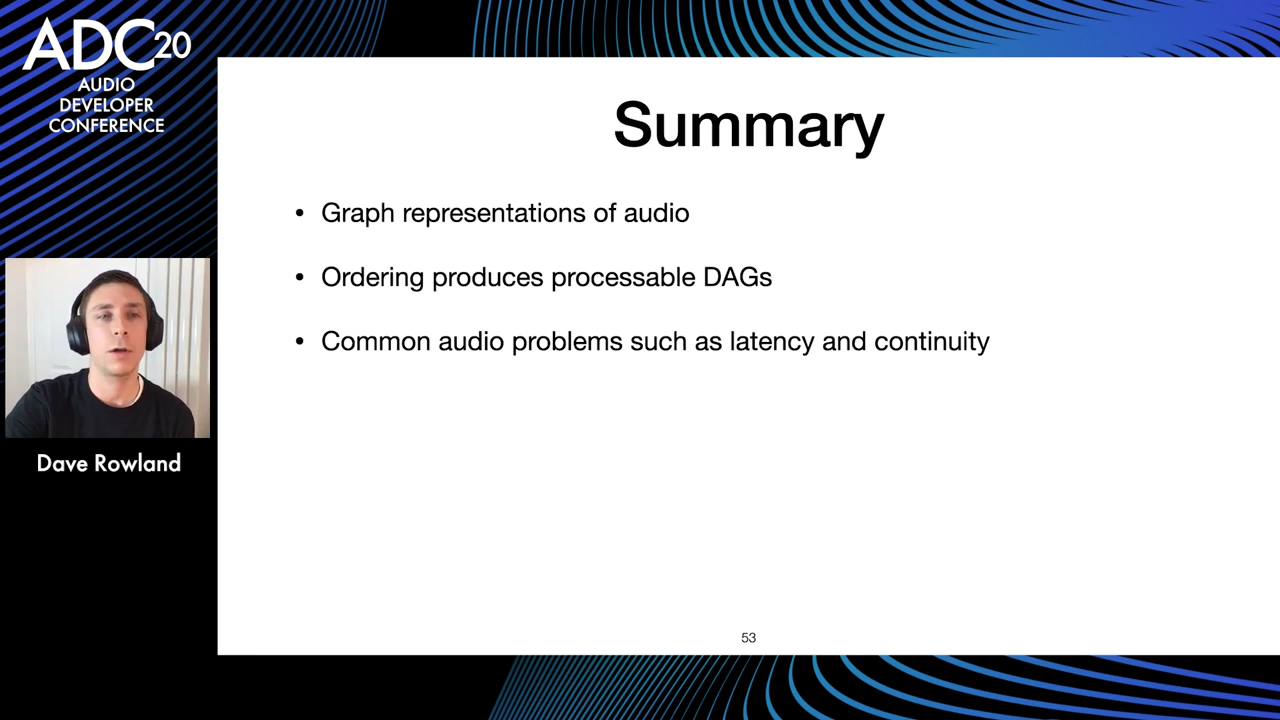 ADC20
AUDIO
DEVELOPER
CONFERENCE
Summary
• Graph representations of audio
• Ordering produces processable DAGs
• Common audio problems such as latency and continuity
Dave Rowland
53